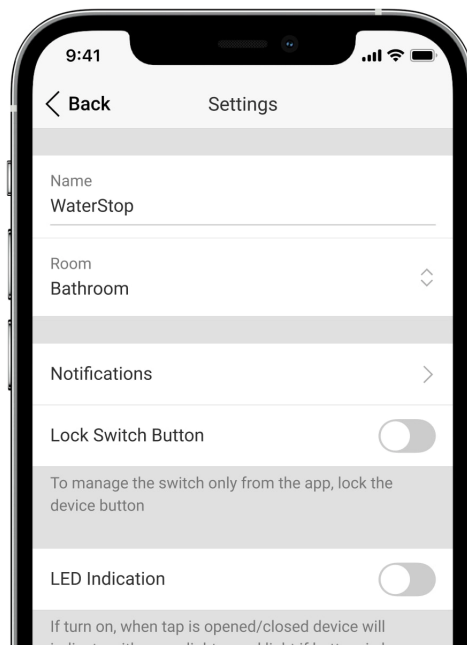 9:41
Back Settings
Name
WaterStop
Room
Bathroom
Notifications
Lock Switch Button
To manage the switch only from the app, lock the
device button
LED Indication
If turn on, when tap is opened/closed device will